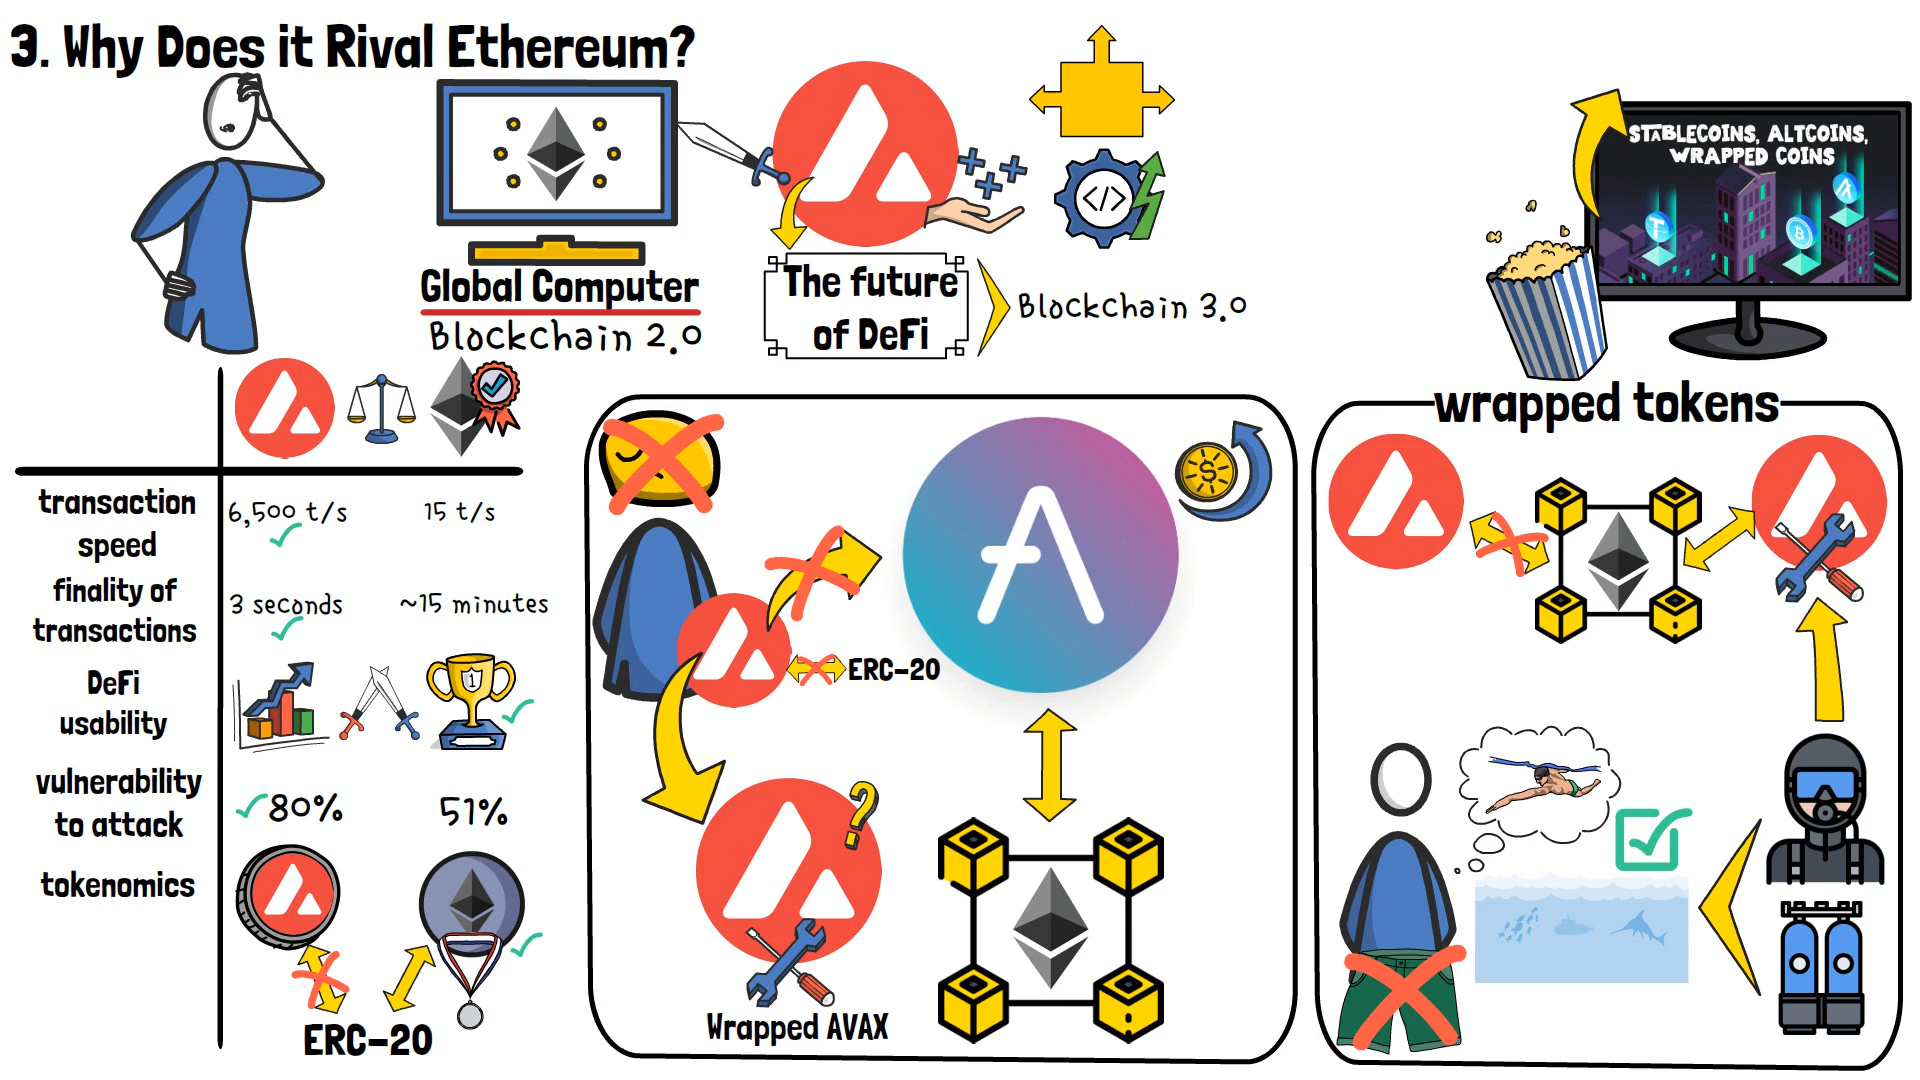 3. Why Does it Rival Ethereum?
Global Computer
Blockchain 2.0
The future
of DeFi
Blockchain 3.0
STABLECOINS, ALTCOINS,
WRAPPED COINS
transaction
speed
6,500 t/s
15 t/s
finality of
transactions
3 seconds
~15 minutes
DeFi
usability
1
vulnerability
to attack
80%
51%
tokenomics
ERC-20
ERC-20
$
?
Wrapped AVAX
wrapped tokens